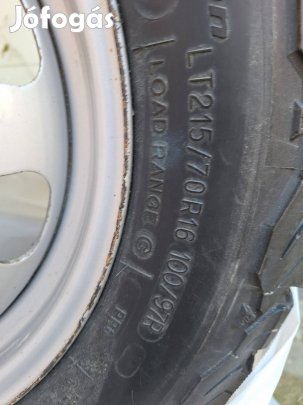 Jófogás
LT215/70R16 100/97R
LOAD RANGE C